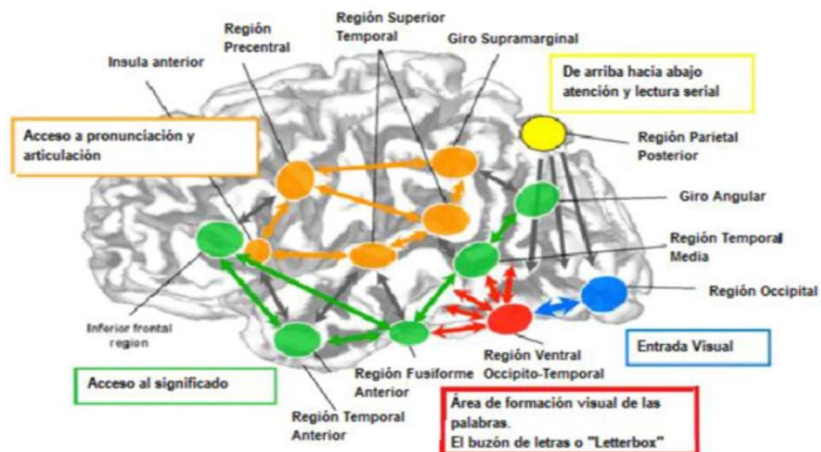 Región Superior
Temporal
Región
Precentral
Giro Supramarginal
Insula anterior
De arriba hacia abajo
atención y lectura serial
Acceso a pronunciación y
articulación
Región Parietal
Posterior
Giro Angular
Región Temporal
Media
Región Occipital
Inferior frontal
region
Entrada Visual
Región Ventral
Occipito-Temporal
Acceso al significado
Región Fusiforme
Anterior
Región Temporal
Anterior
Área de formación visual de las
palabras.
El buzón de letras o "Letterbox"